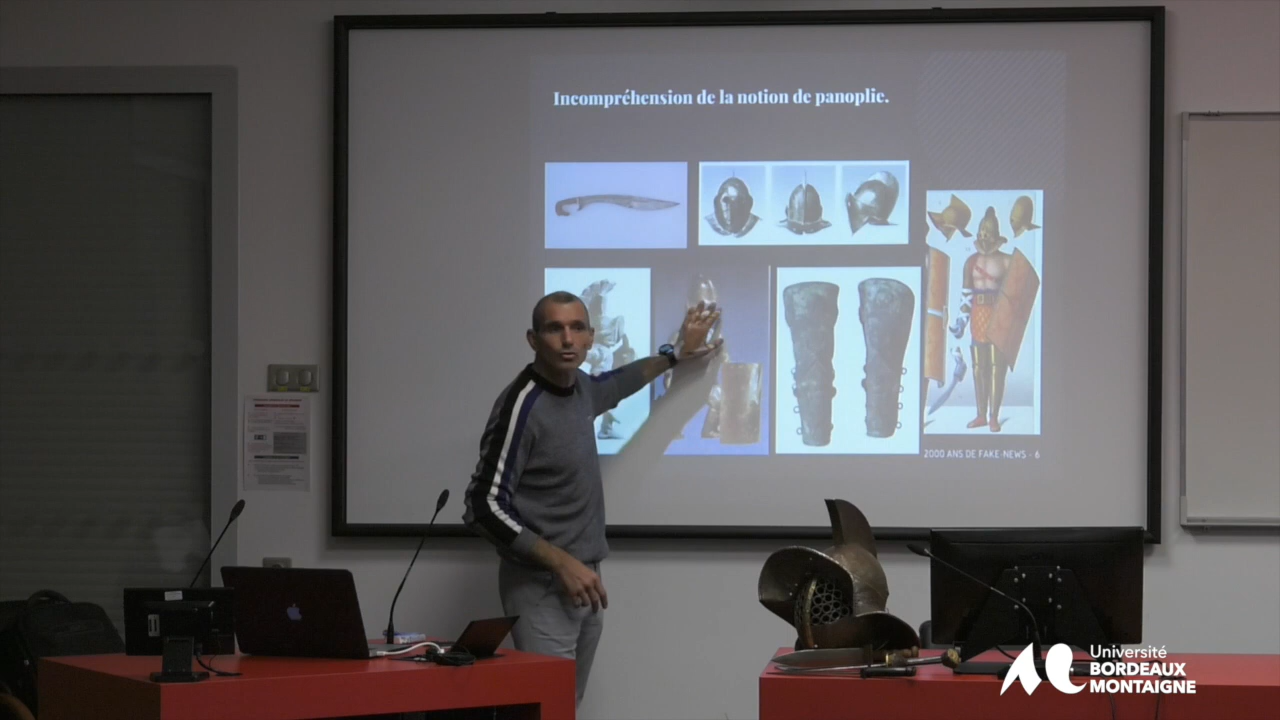 Incompréhension de la notion de panoplie.
2000 ANS DE FAKE-NEWS - 6
Université
BORDEAUX
MONTAIGNE